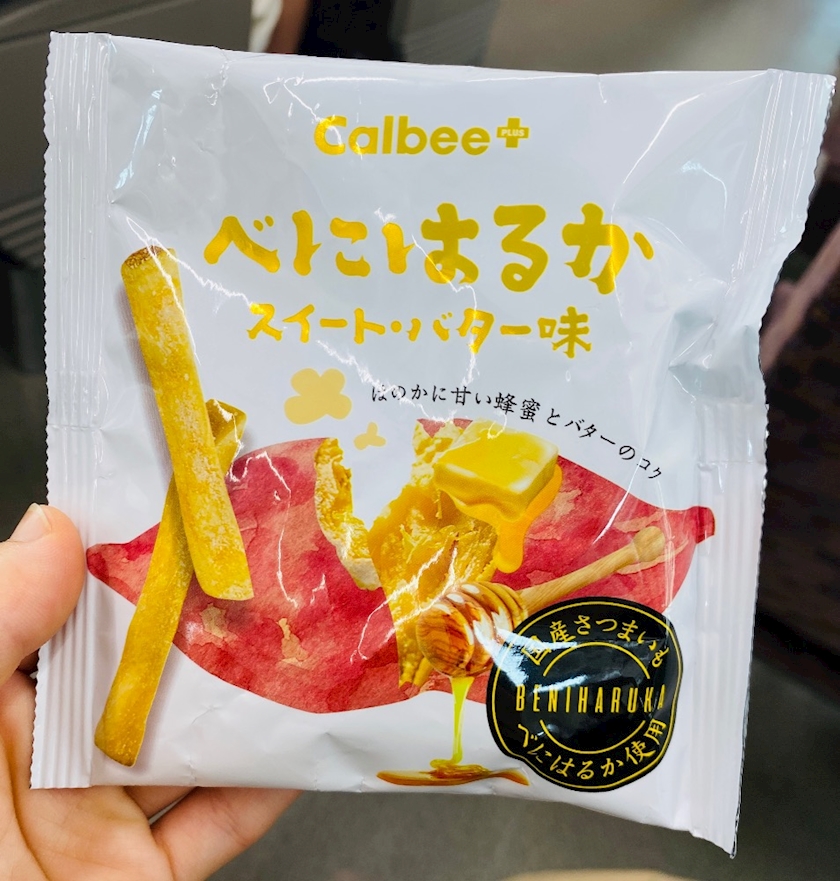 Calbee PLUS
べにはるか
スイート・バター味
ほのかに甘い蜂蜜とバターのコク
国産さつまいも
BENIHARUKA
べにはるか使用